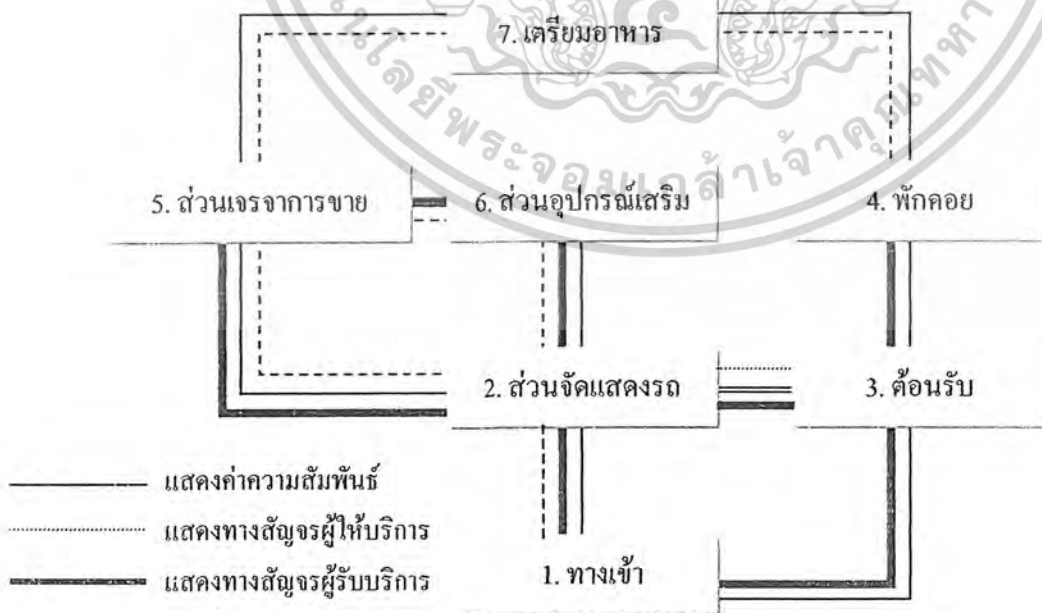 7. เตรียมอาหาร
5. ส่วนเจรจาการขาย
6. ส่วนอุปกรณ์เสริม
4. พักคอย
2. ส่วนจัดแสดงรถ
3. ต้อนรับ
แสดงค่าความสัมพันธ์
แสดงทางสัญจรผู้ให้บริการ
แสดงทางสัญจรผู้รับบริการ
1. ทางเข้า